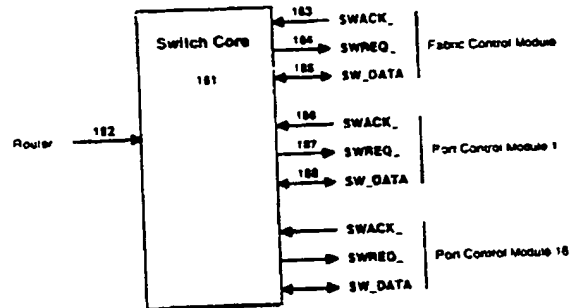 183 SWACK_
Switch Core 184 SWREQ_ Fabric Control Module
181 185 SW_DATA
186 SWACK_
Router 182 187 SWREQ_ Port Control Module 1
188 SW_DATA
SWACK_
SWREQ_ Port Control Module 16
SW_DATA